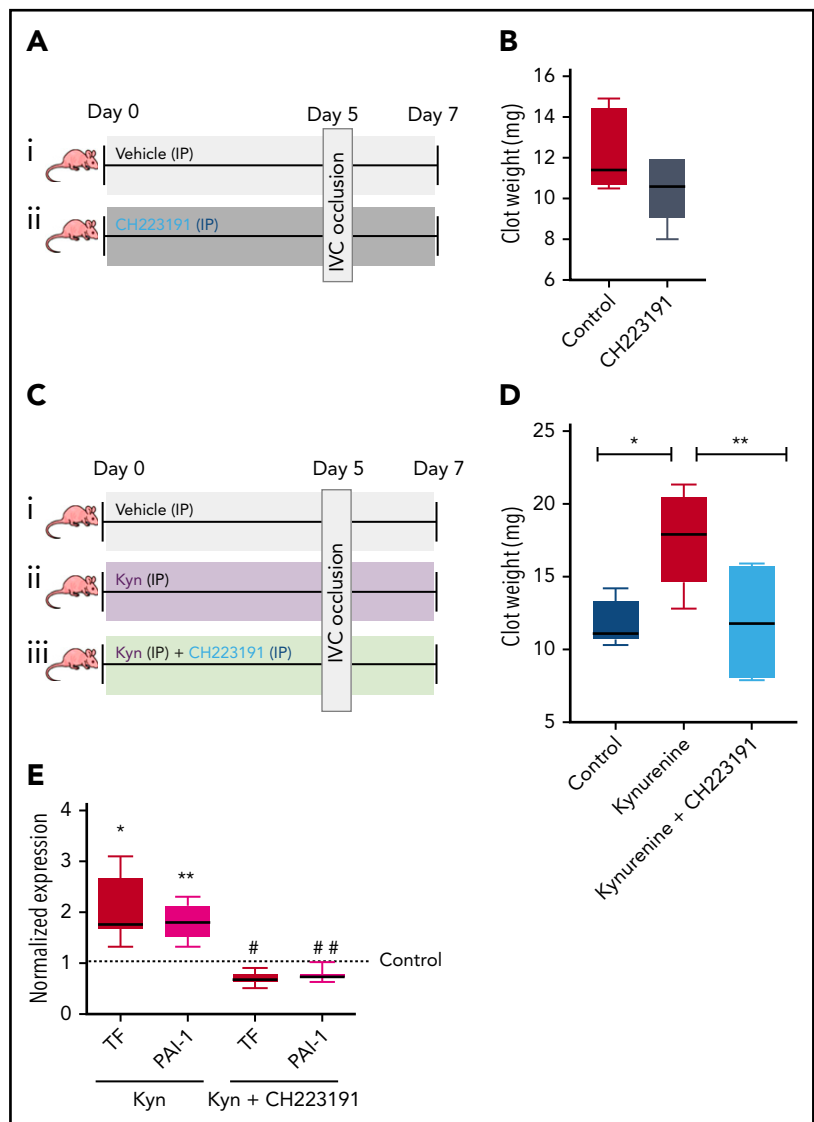 A
Day 0 Day 5 Day 7
i Vehicle (IP)
ii CH223191 (IP)
IVC occlusion
B
Clot weight (mg)
16
14
12
10
8
6
Control
CH223191
C
Day 0 Day 5 Day 7
i Vehicle (IP)
ii Kyn (IP)
iii Kyn (IP) + CH223191 (IP)
IVC occlusion
D
Clot weight (mg)
25
20
15
10
5
* **
Control
Kynurenine
Kynurenine + CH223191
E
Normalized expression
4
3
2
1
0
* ** # # #
Control
TF PAI-1 TF PAI-1
Kyn Kyn + CH223191